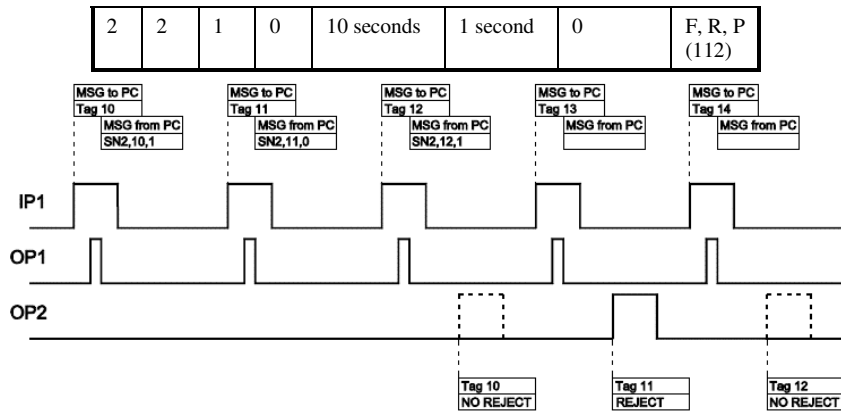 2 2 1 0 10 seconds 1 second 0 F, R, P
(112)
MSG to PC MSG to PC MSG to PC MSG to PC MSG to PC
Tag 10 Tag 11 Tag 12 Tag 13 Tag 14
MSG from PC MSG from PC MSG from PC MSG from PC MSG from PC
SN2,10,1 SN2,11,0 SN2,12,1
IP1
OP1
OP2
Tag 10 Tag 11 Tag 12
NO REJECT REJECT NO REJECT